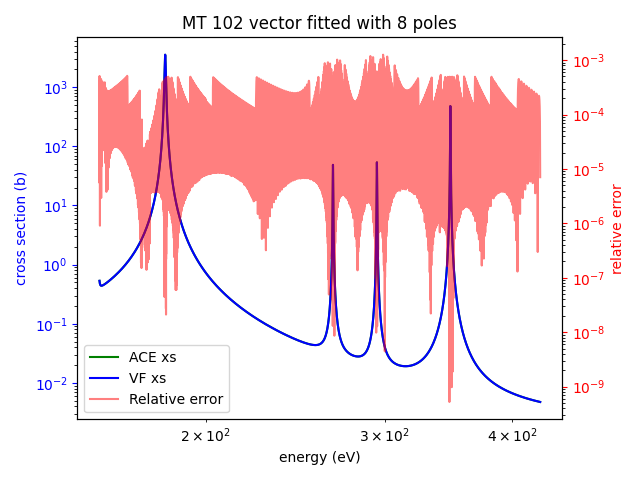 MT 102 vector fitted with 8 poles
cross section (b)
10³
10²
10¹
10⁰
10⁻¹
10⁻²
10⁻³
10⁻⁴
10⁻⁵
10⁻⁶
10⁻⁷
10⁻⁸
10⁻⁹
relative error
ACE xs
VF xs
Relative error
2 × 10²
3 × 10²
4 × 10²
energy (eV)